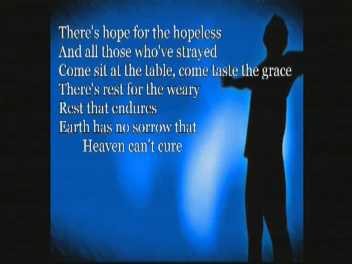 There's hope for the hopeless
And all those who've strayed
Come sit at the table, come taste the grace
There's rest for the weary
Rest that endures
Earth has no sorrow that
Heaven can't cure